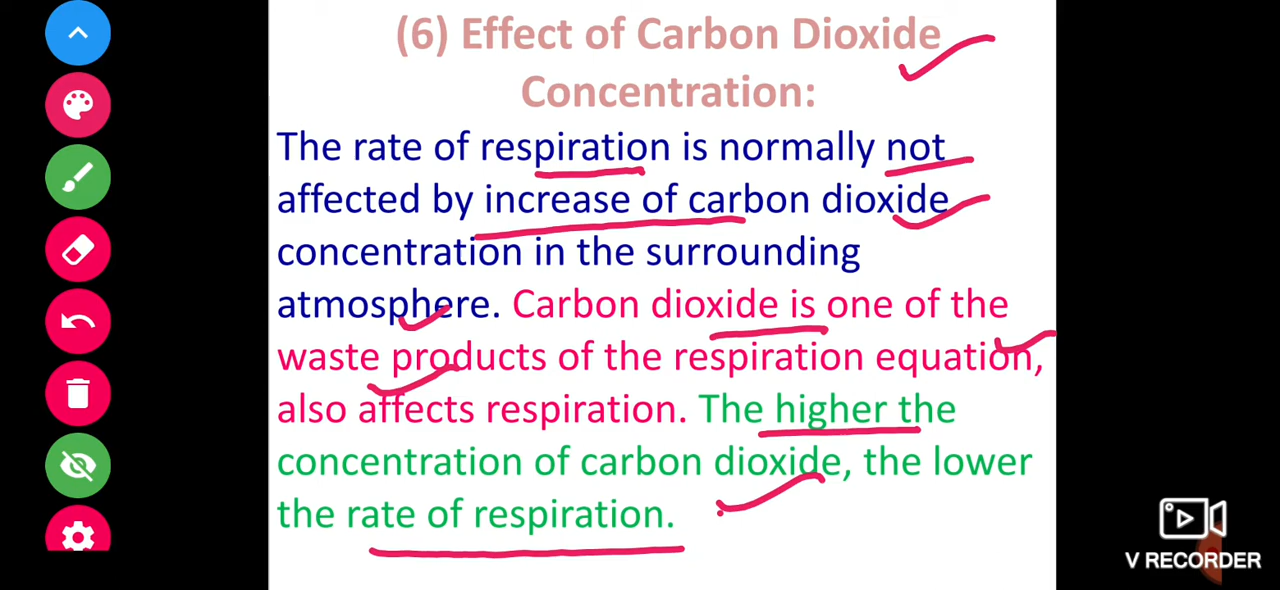 (6) Effect of Carbon Dioxide
Concentration:
The rate of respiration is normally not
affected by increase of carbon dioxide
concentration in the surrounding
atmosphere. Carbon dioxide is one of the
waste products of the respiration equation,
also affects respiration. The higher the
concentration of carbon dioxide, the lower
the rate of respiration.
V RECORDER